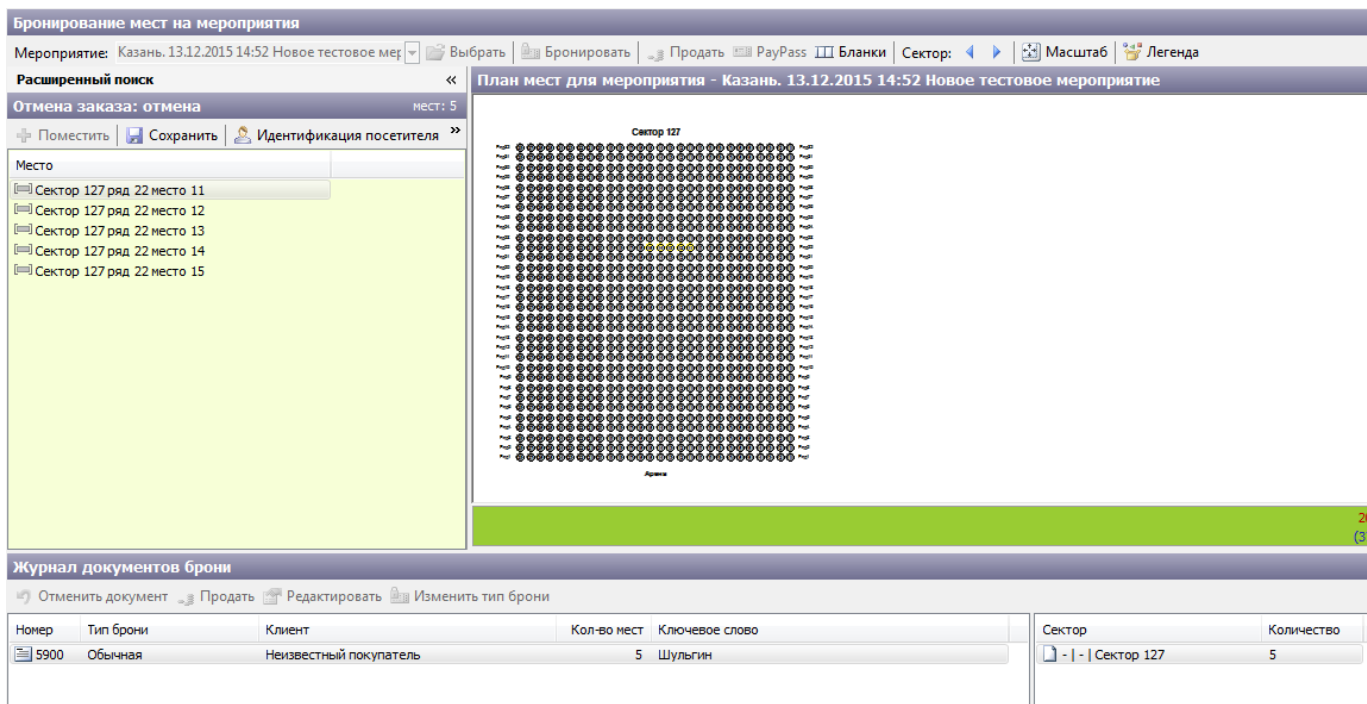 Бронирование мест на мероприятия
Мероприятие: Казань. 13.12.2015 14:52 Новое тестовое мер Выбрать Бронировать Продать PayPass Бланки Сектор: Масштаб Легенда
Расширенный поиск «
Отмена заказа: отмена мест: 5
Поместить Сохранить Идентификация посетителя »
Место
Сектор 127 ряд 22 место 11
Сектор 127 ряд 22 место 12
Сектор 127 ряд 22 место 13
Сектор 127 ряд 22 место 14
Сектор 127 ряд 22 место 15
План мест для мероприятия - Казань. 13.12.2015 14:52 Новое тестовое мероприятие
Сектор 127
Арена
Журнал документов брони
Отменить документ Продать Редактировать Изменить тип брони
Номер Тип брони Клиент Кол-во мест Ключевое слово
5900 Обычная Неизвестный покупатель 5 Шульгин
Сектор Количество
- | - | Сектор 127 5